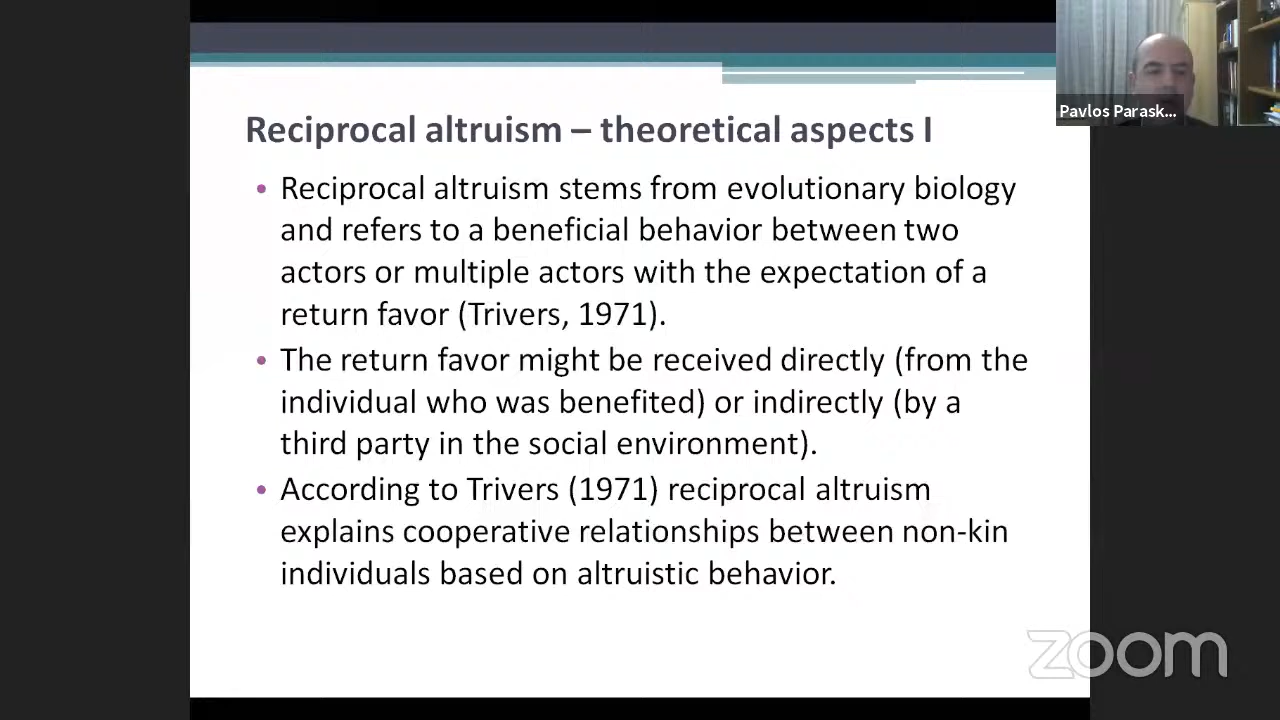 Reciprocal altruism – theoretical aspects I
• Reciprocal altruism stems from evolutionary biology
and refers to a beneficial behavior between two
actors or multiple actors with the expectation of a
return favor (Trivers, 1971).
• The return favor might be received directly (from the
individual who was benefited) or indirectly (by a
third party in the social environment).
• According to Trivers (1971) reciprocal altruism
explains cooperative relationships between non-kin
individuals based on altruistic behavior.
Pavlos Parask...
zoom